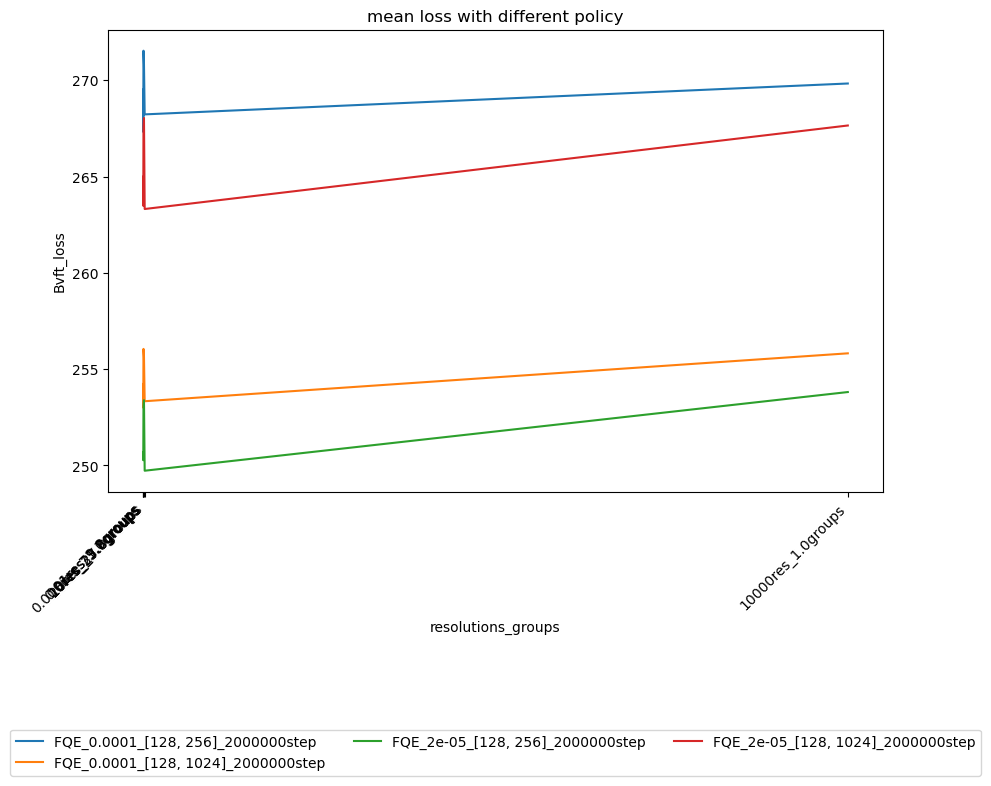 mean loss with different policy
270
265
260
255
250
Bvft_loss
10000res_1.0groups
resolutions_groups
FQE_0.0001_[128, 256]_2000000step
FQE_0.0001_[128, 1024]_2000000step
FQE_2e-05_[128, 256]_2000000step
FQE_2e-05_[128, 1024]_2000000step